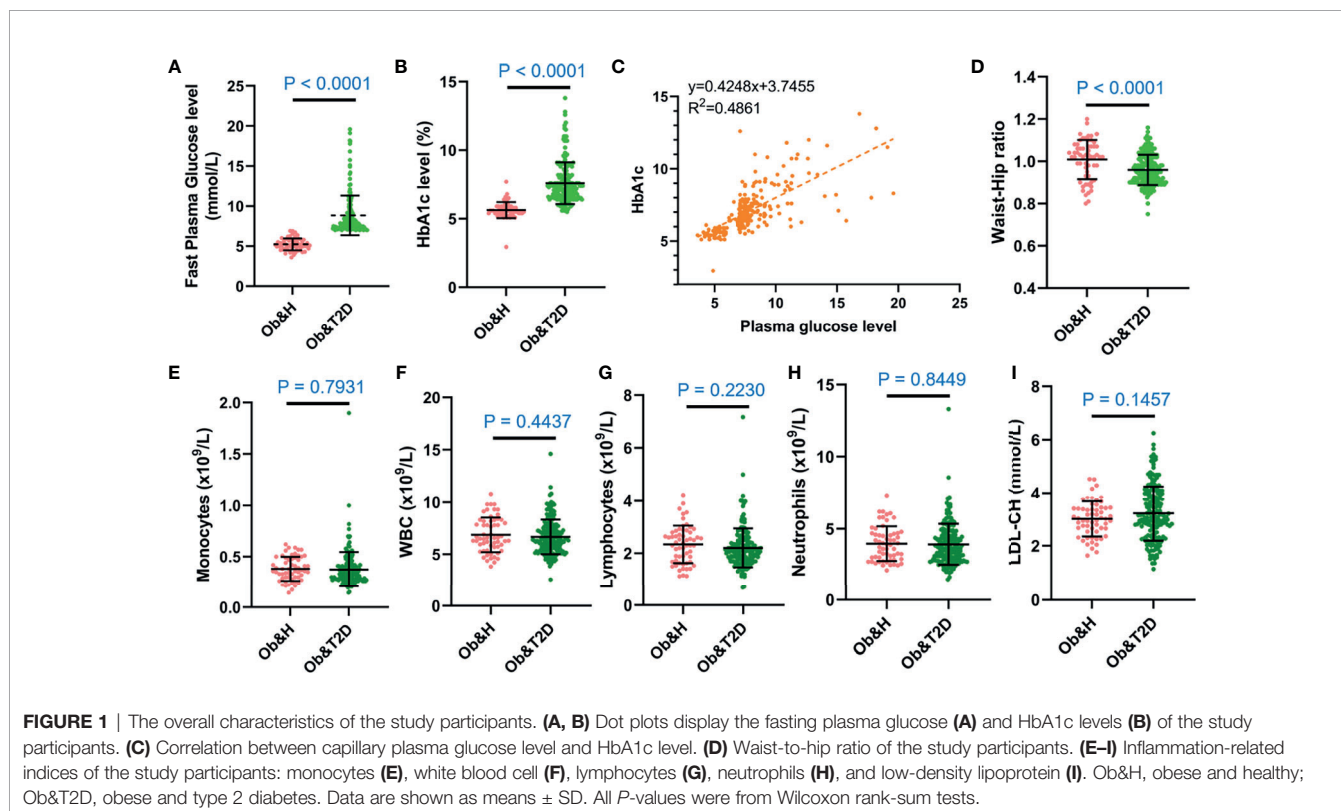 A
P < 0.0001
Fast Plasma Glucose level
(mmol/L)
25
20
15
10
5
0
Ob&H
Ob&T2D
B
P < 0.0001
HbA1c level (%)
15
10
5
0
Ob&H
Ob&T2D
C
y=0.4248x+3.7455
R²=0.4861
HbA1c
15
10
5
5
10
15
20
25
Plasma glucose level
D
P < 0.0001
Waist-Hip ratio
1.4
1.2
1.0
0.8
0.6
0.4
Ob&H
Ob&T2D
E
P = 0.7931
Monocytes (x10⁹/L)
2.0
1.5
1.0
0.5
0.0
Ob&H
Ob&T2D
F
P = 0.4437
WBC (x10⁹/L)
20
15
10
5
0
Ob&H
Ob&T2D
G
P = 0.2230
Lymphocytes (x10⁹/L)
8
6
4
2
0
Ob&H
Ob&T2D
H
P = 0.8449
Neutrophils (x10⁹/L)
15
10
5
0
Ob&H
Ob&T2D
I
P = 0.1457
LDL-CH (mmol/L)
8
6
4
2
0
Ob&H
Ob&T2D
FIGURE 1 | The overall characteristics of the study participants. (A, B) Dot plots display the fasting plasma glucose (A) and HbA1c levels (B) of the study
participants. (C) Correlation between capillary plasma glucose level and HbA1c level. (D) Waist-to-hip ratio of the study participants. (E–I) Inflammation-related
indices of the study participants: monocytes (E), white blood cell (F), lymphocytes (G), neutrophils (H), and low-density lipoprotein (I). Ob&H, obese and healthy;
Ob&T2D, obese and type 2 diabetes. Data are shown as means ± SD. All P-values were from Wilcoxon rank-sum tests.